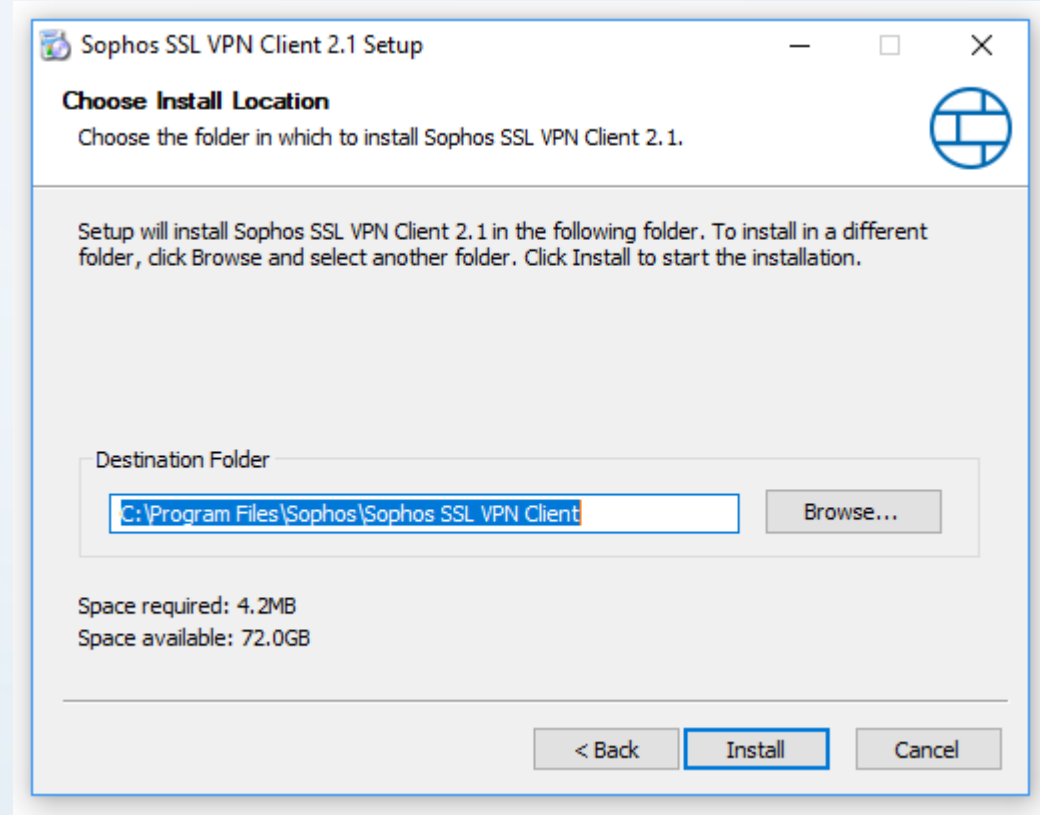 Sophos SSL VPN Client 2.1 Setup
Choose Install Location
Choose the folder in which to install Sophos SSL VPN Client 2.1.
Setup will install Sophos SSL VPN Client 2.1 in the following folder. To install in a different
folder, click Browse and select another folder. Click Install to start the installation.
Destination Folder
C:\Program Files\Sophos\Sophos SSL VPN Client
Browse...
Space required: 4.2MB
Space available: 72.0GB
< Back
Install
Cancel